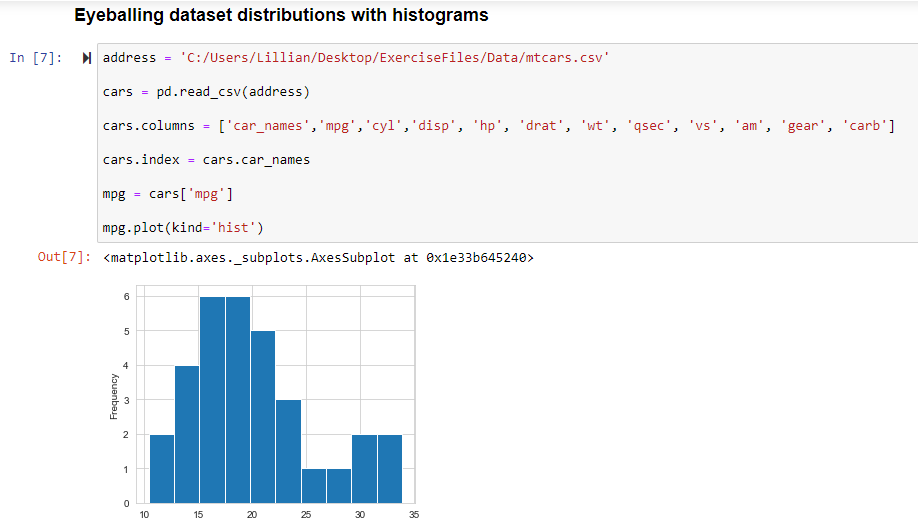 Eyeballing dataset distributions with histograms
In [7]: address = 'C:/Users/Lillian/Desktop/ExerciseFiles/Data/mtcars.csv'
cars = pd.read_csv(address)
cars.columns = ['car_names','mpg','cyl','disp', 'hp', 'drat', 'wt', 'qsec', 'vs', 'am', 'gear', 'carb']
cars.index = cars.car_names
mpg = cars['mpg']
mpg.plot(kind='hist')
Out[7]: <matplotlib.axes._subplots.AxesSubplot at 0x1e33b645240>
6
5
4
Frequency
3
2
1
0
10 15 20 25 30 35